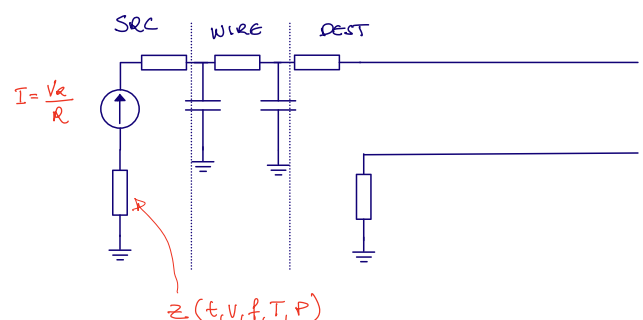 SRC WIRE DEST
I = VR/R
Z (t, V, f, T, P)